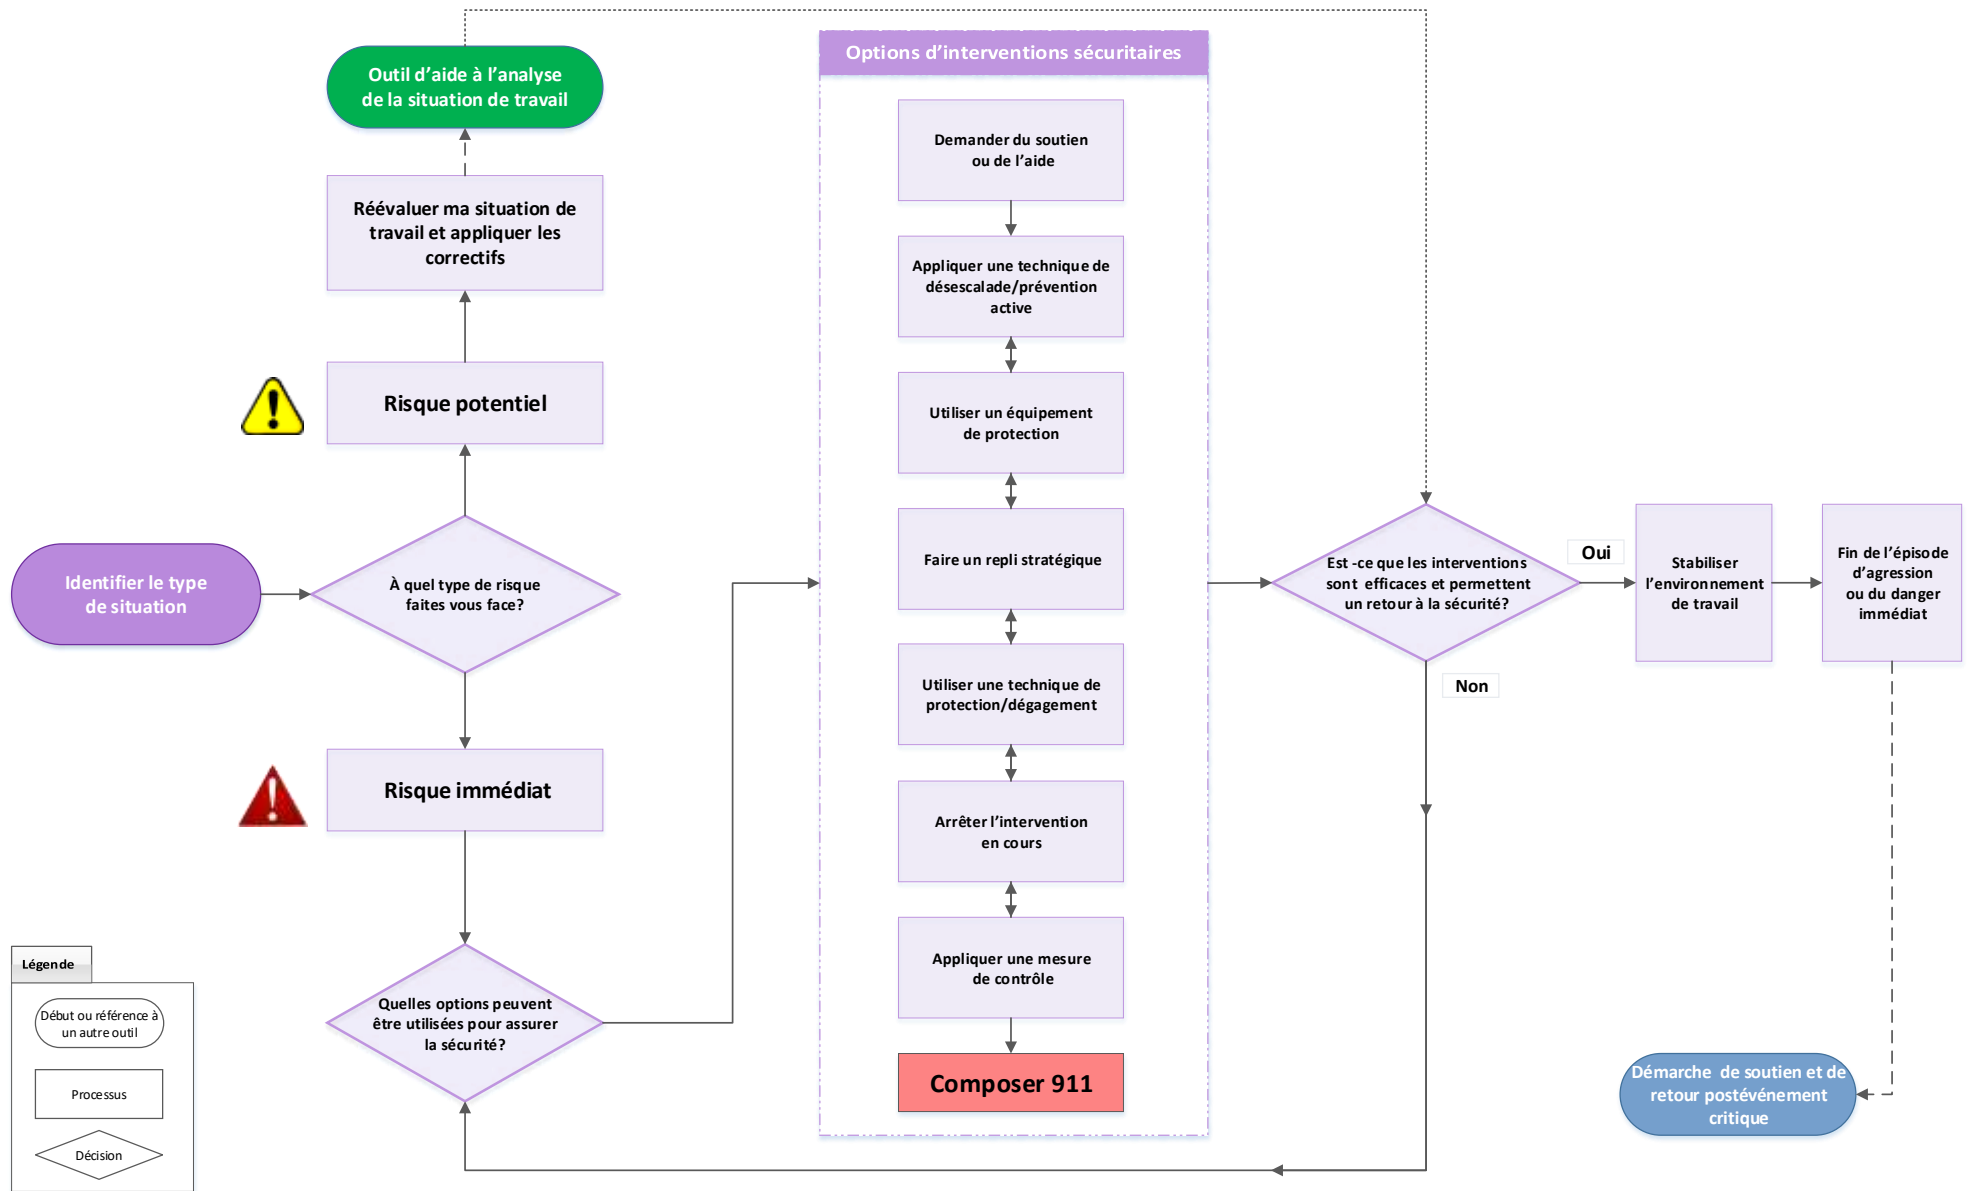 Outil d’aide à l’analyse
de la situation de travail
Réévaluer ma situation de
travail et appliquer les
correctifs
Risque potentiel
Identifier le type
de situation
À quel type de risque
faites vous face?
Risque immédiat
Quelles options peuvent
être utilisées pour assurer
la sécurité?
Options d’interventions sécuritaires
Demander du soutien
ou de l’aide
Appliquer une technique de
désescalade/prévention
active
Utiliser un équipement
de protection
Faire un repli stratégique
Utiliser une technique de
protection/dégagement
Arrêter l’intervention
en cours
Appliquer une mesure
de contrôle
Composer 911
Est -ce que les interventions
sont efficaces et permettent
un retour à la sécurité?
Oui
Non
Stabiliser
l’environnement
de travail
Fin de l’épisode
d’agression
ou du danger
immédiat
Démarche de soutien et de
retour postévénement
critique
Légende
Début ou référence à
un autre outil
Processus
Décision